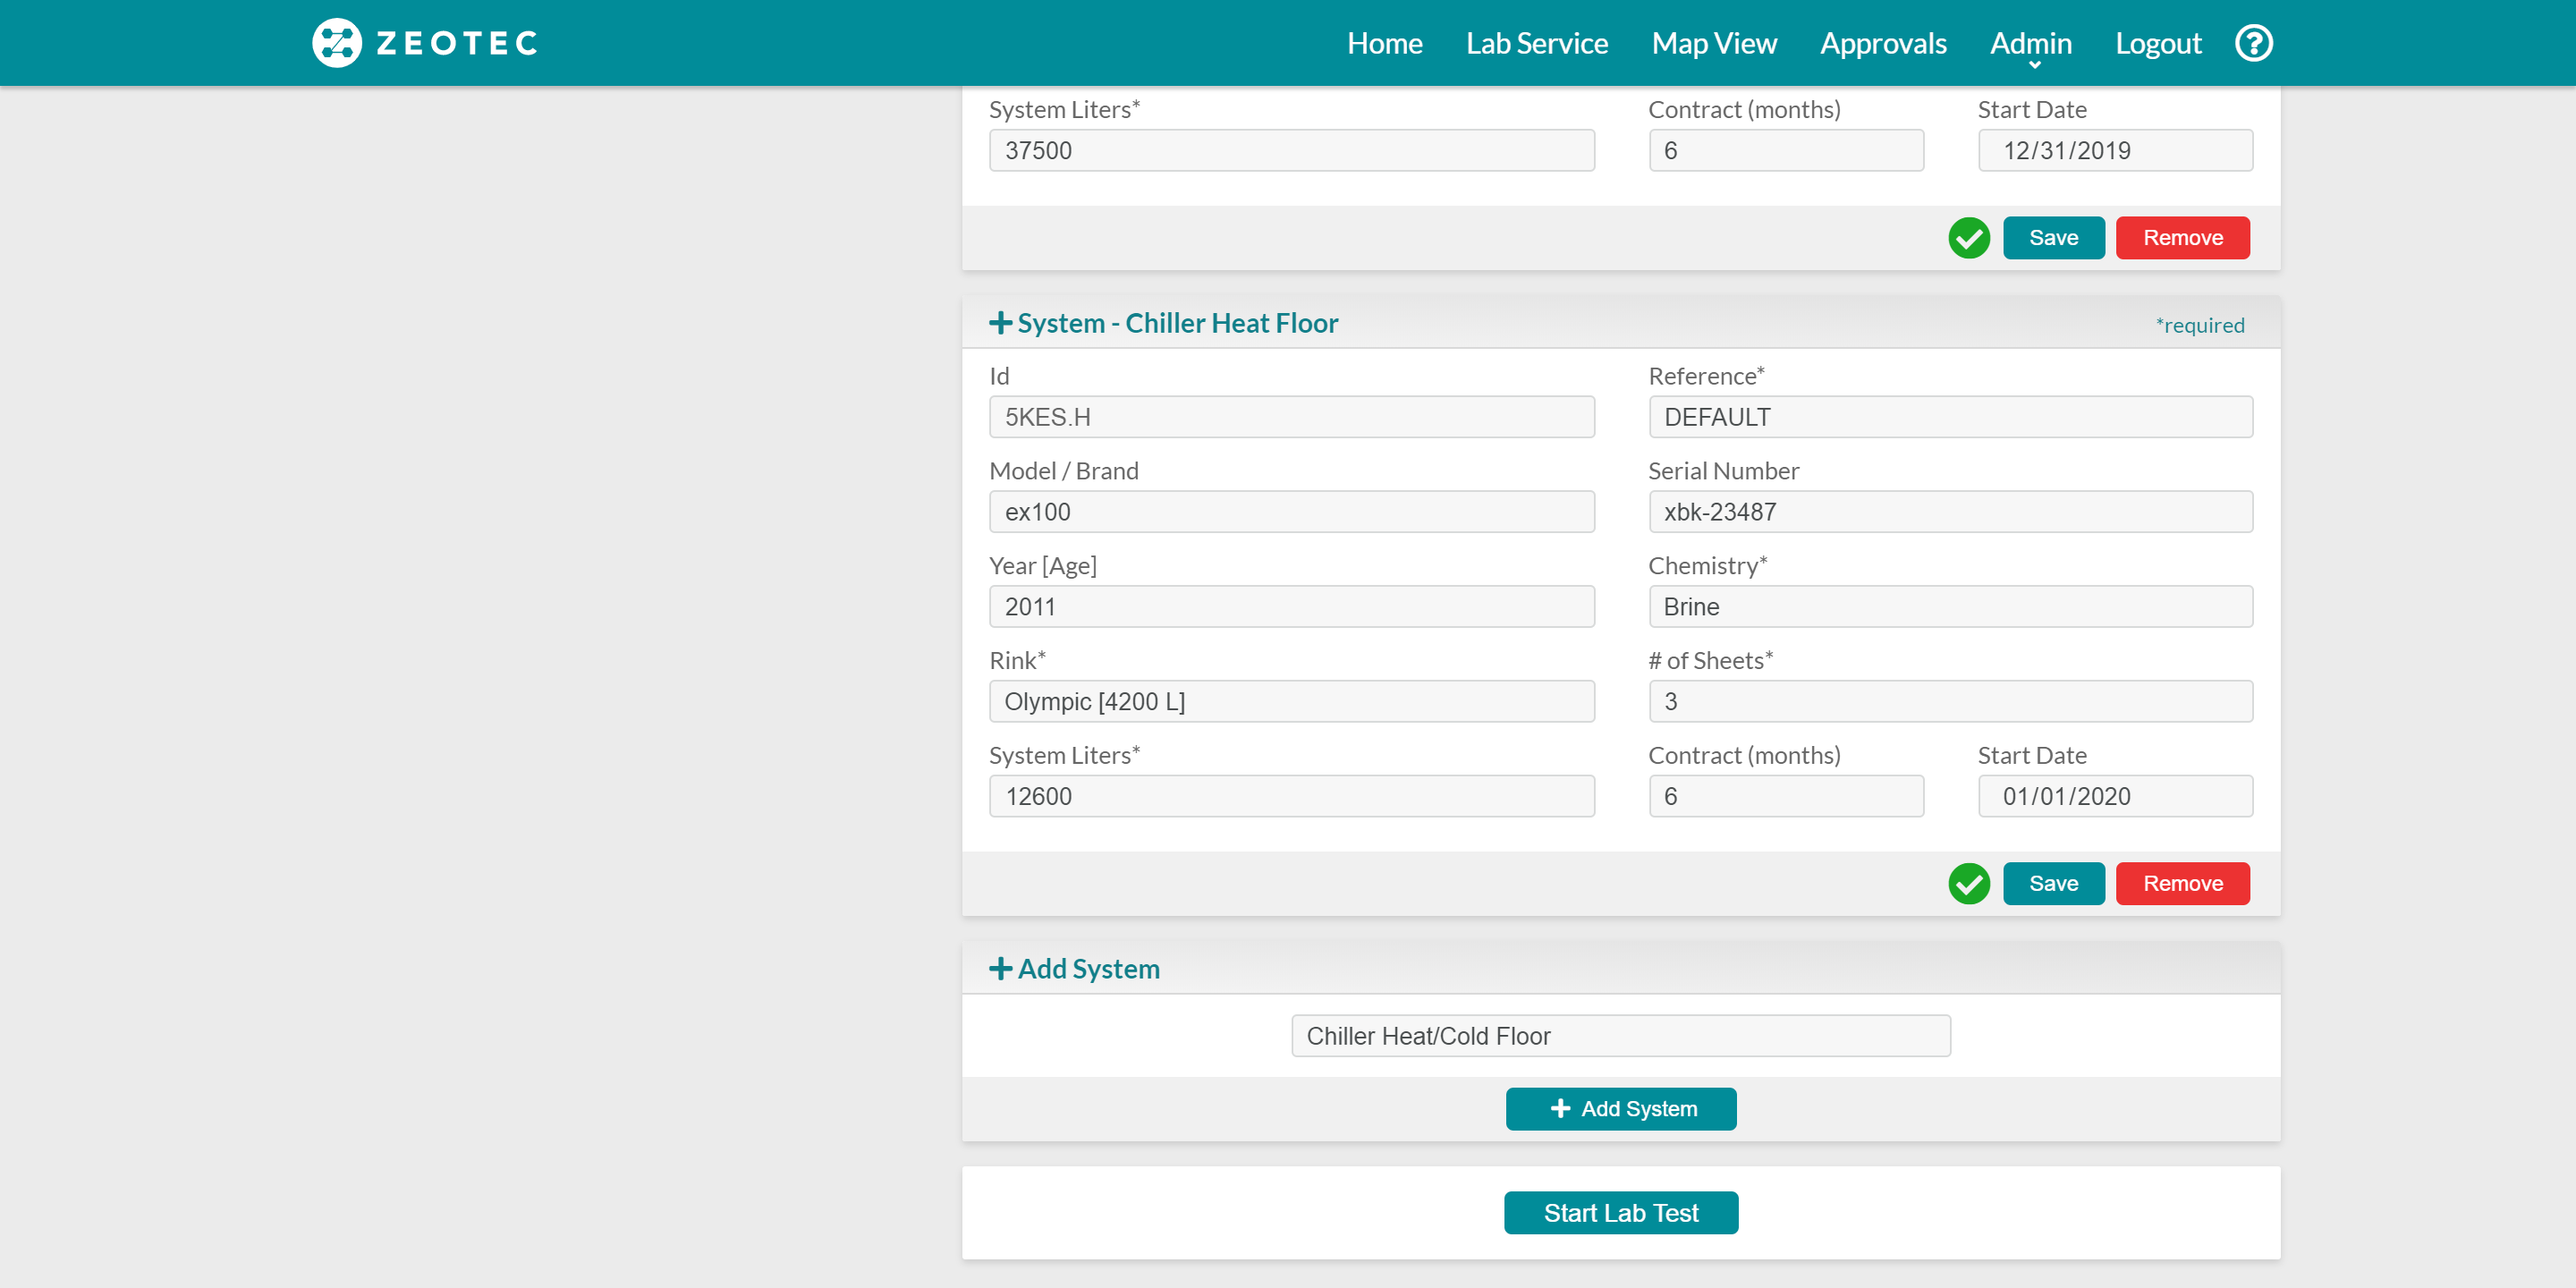 ZEOTEC
Home Lab Service Map View Approvals Admin Logout ?
System Liters* Contract (months) Start Date
37500 6 12/31/2019
Save Remove
System - Chiller Heat Floor *required
Id Reference*
5KES.H DEFAULT
Model / Brand Serial Number
ex100 xbk-23487
Year [Age] Chemistry*
2011 Brine
Rink* # of Sheets*
Olympic [4200 L] 3
System Liters* Contract (months) Start Date
12600 6 01/01/2020
Save Remove
Add System
Chiller Heat/Cold Floor
Add System
Start Lab Test